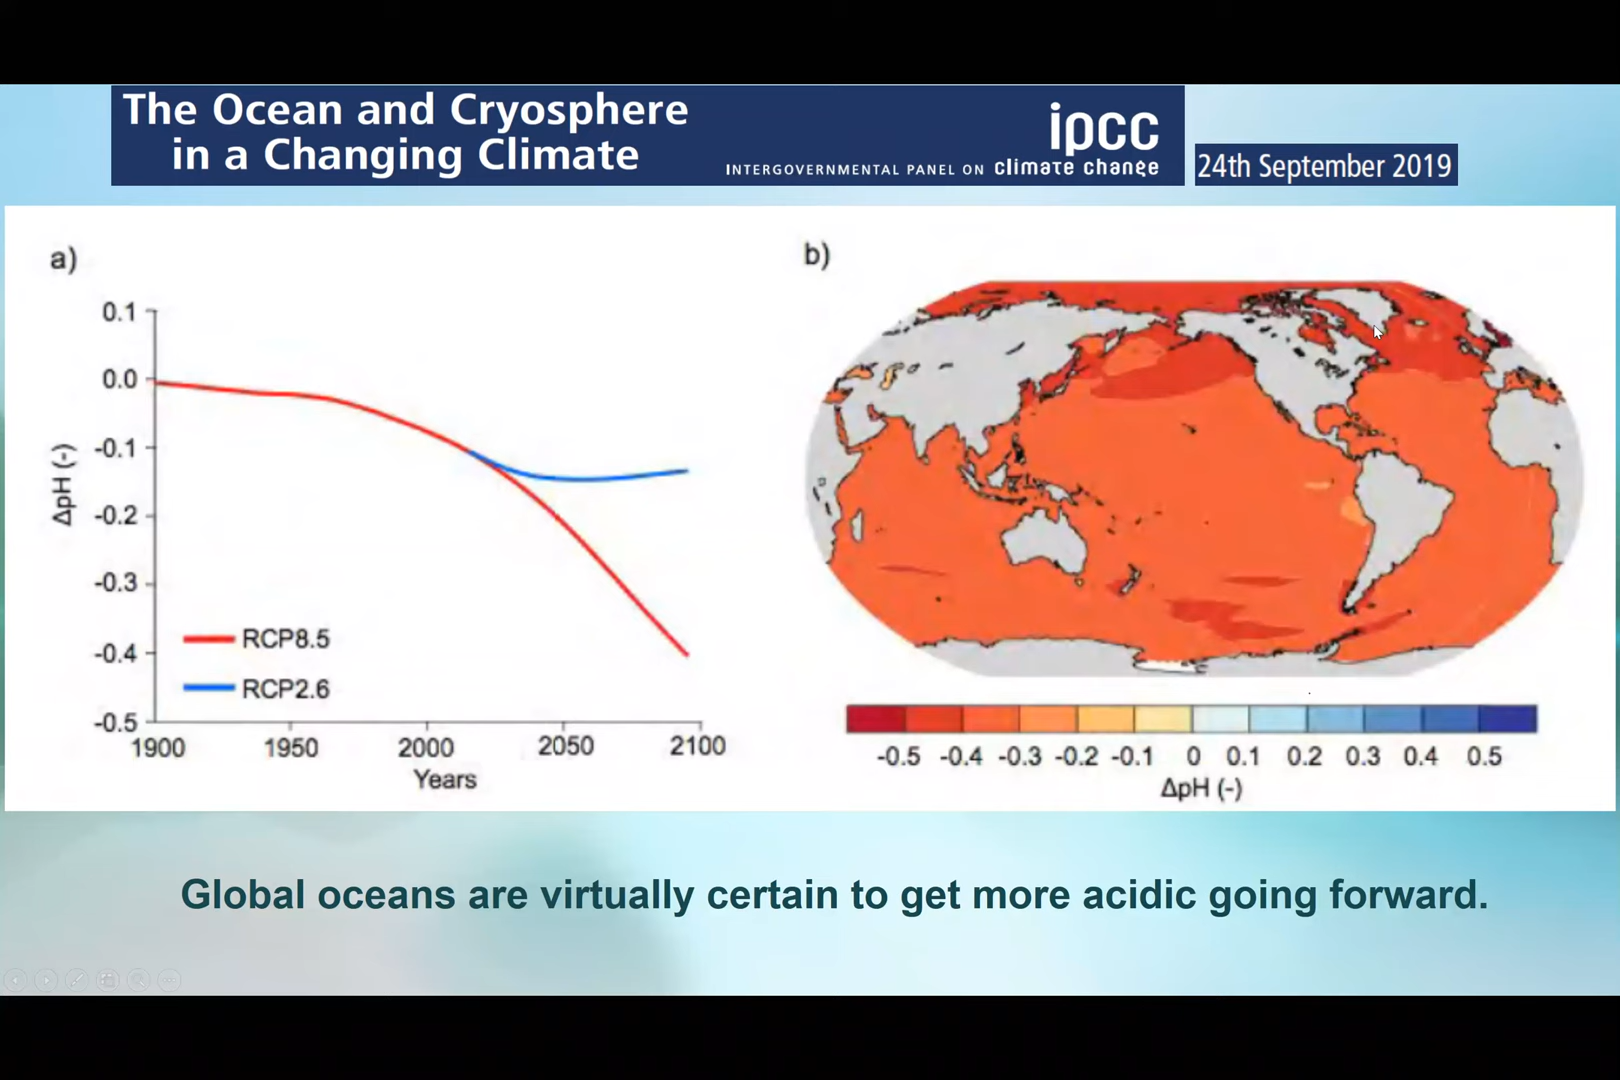 The Ocean and Cryosphere
in a Changing Climate
ipcc
INTERGOVERNMENTAL PANEL ON climate change
24th September 2019
a)
0.1
0.0
-0.1
-0.2
-0.3
-0.4
-0.5
ΔpH (-)
RCP8.5
RCP2.6
1900 1950 2000 2050 2100
Years
b)
-0.5 -0.4 -0.3 -0.2 -0.1 0 0.1 0.2 0.3 0.4 0.5
ΔpH (-)
Global oceans are virtually certain to get more acidic going forward.